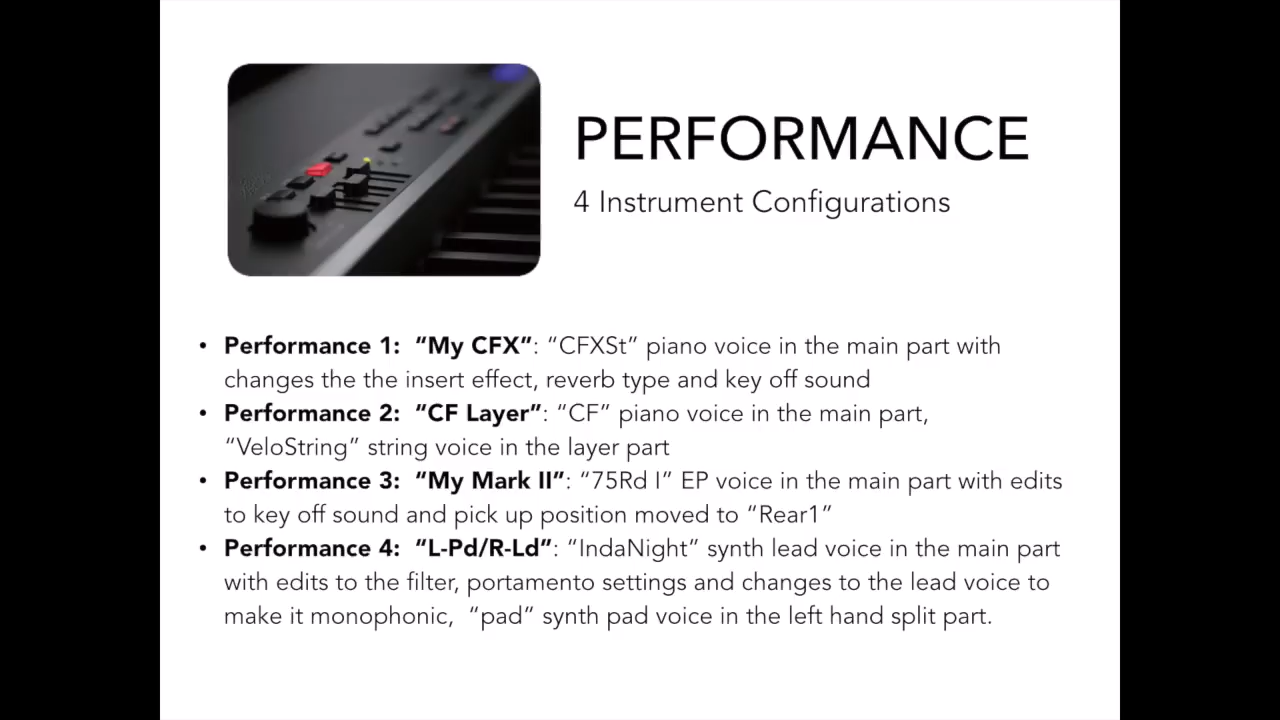 PERFORMANCE
4 Instrument Configurations
• Performance 1:  “My CFX”: “CFXSt” piano voice in the main part with
changes the the insert effect, reverb type and key off sound
• Performance 2:  “CF Layer”: “CF” piano voice in the main part,
“VeloString” string voice in the layer part
• Performance 3:  “My Mark II”: “75Rd I” EP voice in the main part with edits
to key off sound and pick up position moved to “Rear1”
• Performance 4:  “L-Pd/R-Ld”: “IndaNight” synth lead voice in the main part
with edits to the filter, portamento settings and changes to the lead voice to
make it monophonic,  “pad” synth pad voice in the left hand split part.